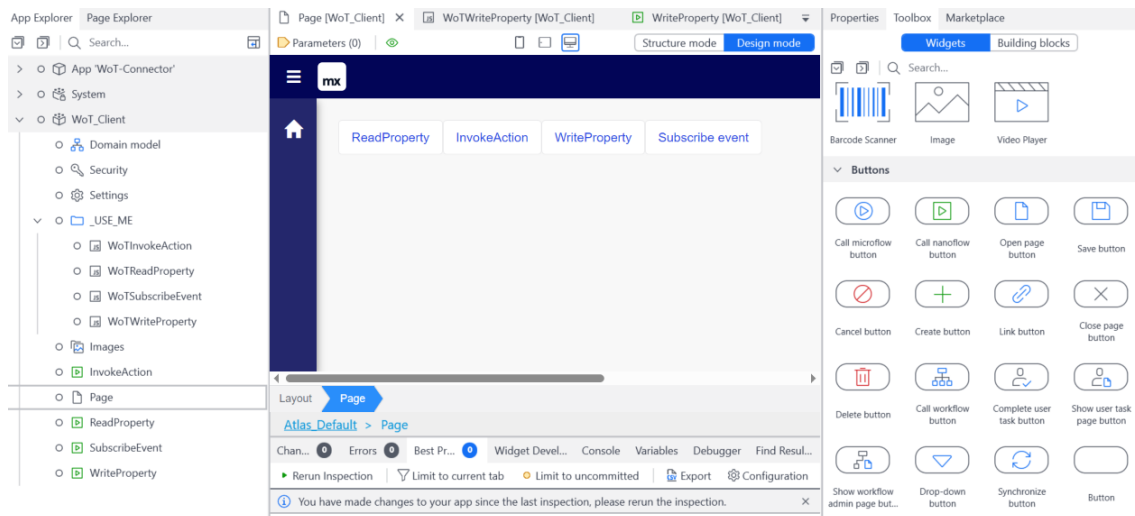 App Explorer Page Explorer
Search...
App 'WoT-Connector'
System
WoT_Client
Domain model
Security
Settings
_USE_ME
WoTInvokeAction
WoTReadProperty
WoTSubscribeEvent
WoTWriteProperty
Images
InvokeAction
Page
ReadProperty
SubscribeEvent
WriteProperty
Page [WoT_Client] WoTWriteProperty [WoT_Client] WriteProperty [WoT_Client]
Parameters (0) Structure mode Design mode
mx
ReadProperty InvokeAction WriteProperty Subscribe event
Layout Page
Atlas_Default > Page
Chan... 0 Errors 0 Best Pr... 0 Widget Devel... Console Variables Debugger Find Resul...
Rerun Inspection Limit to current tab Limit to uncommitted Export Configuration
You have made changes to your app since the last inspection, please rerun the inspection.
Properties Toolbox Marketplace
Widgets Building blocks
Search...
Barcode Scanner Image Video Player
Buttons
Call microflow button
Call nanoflow button
Open page button
Save button
Cancel button Create button Link button
Close page button
Delete button
Call workflow button
Complete user task button
Show user task page button
Show workflow admin page but...
Drop-down button
Synchronize button
Button